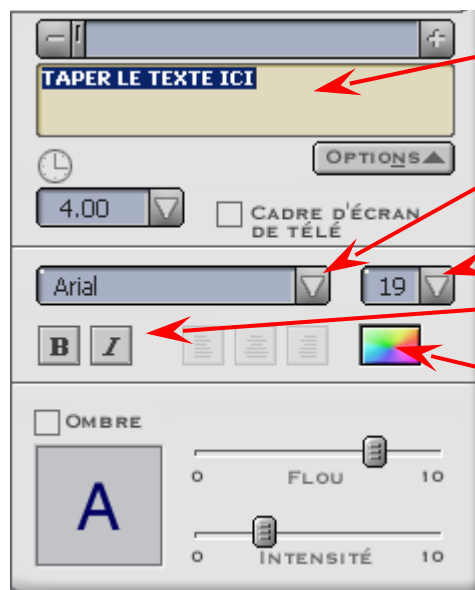 TAPER LE TEXTE ICI
OPTIONS
4.00
CADRE D'ÉCRAN
DE TÉLÉ
Arial 19
B I
OMBRE
A
0 FLOU 10
0 INTENSITÉ 10